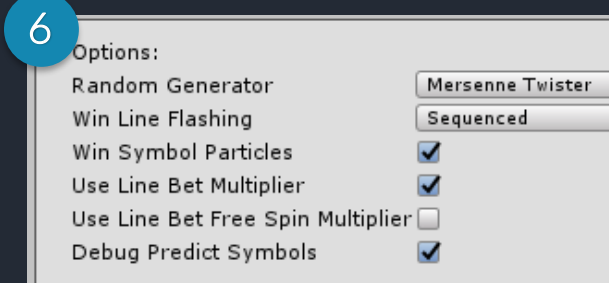 6
Options:
Random Generator Mersenne Twister
Win Line Flashing Sequenced
Win Symbol Particles
Use Line Bet Multiplier
Use Line Bet Free Spin Multiplier
Debug Predict Symbols